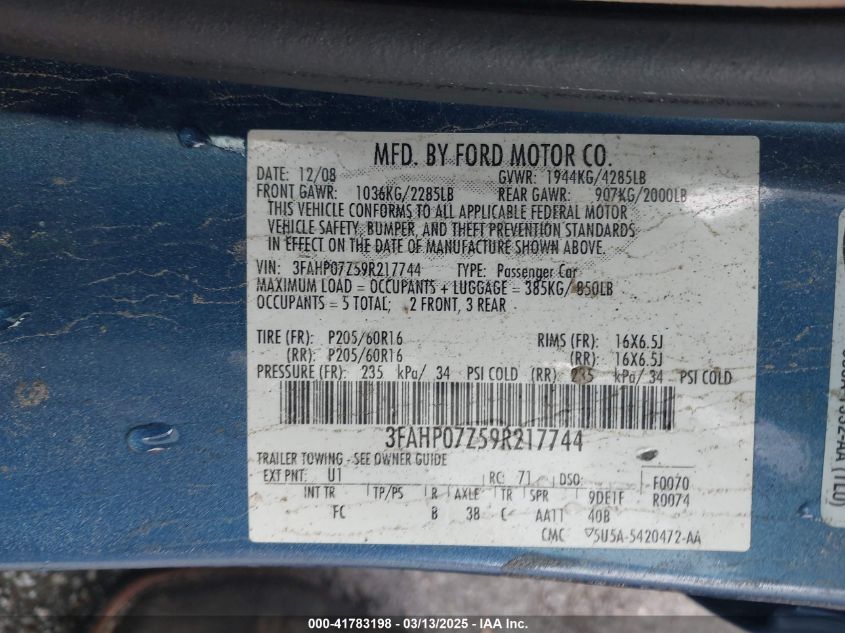 MFD. BY FORD MOTOR CO.
DATE: 12/08 GVWR: 1944KG/4285LB
FRONT GAWR: 1036KG/2285LB REAR GAWR: 907KG/2000LB
THIS VEHICLE CONFORMS TO ALL APPLICABLE FEDERAL MOTOR
VEHICLE SAFETY, BUMPER, AND THEFT PREVENTION STANDARDS
IN EFFECT ON THE DATE OF MANUFACTURE SHOWN ABOVE.
VIN: 3FAHP07Z59R217744 TYPE: Passenger Car
MAXIMUM LOAD = OCCUPANTS + LUGGAGE = 385KG/ 850LB
OCCUPANTS = 5 TOTAL; 2 FRONT, 3 REAR
TIRE (FR): P205/60R16 RIMS (FR): 16X6.5J
(RR): P205/60R16 (RR): 16X6.5J
PRESSURE (FR): 235 kPa/ 34 PSI COLD (RR): 235 kPa/ 34 PSI COLD
3FAHP07Z59R217744
TRAILER TOWING - SEE OWNER GUIDE
EXT PNT: U1 RC: 71 DSO: F0070
INT TR TP/PS R AXLE TR SPR 9DE1F R0074
FC B 38 C AA11 40B
CMC 5U5A-5420472-AA
000-41783198 - 03/13/2025 - IAA Inc.